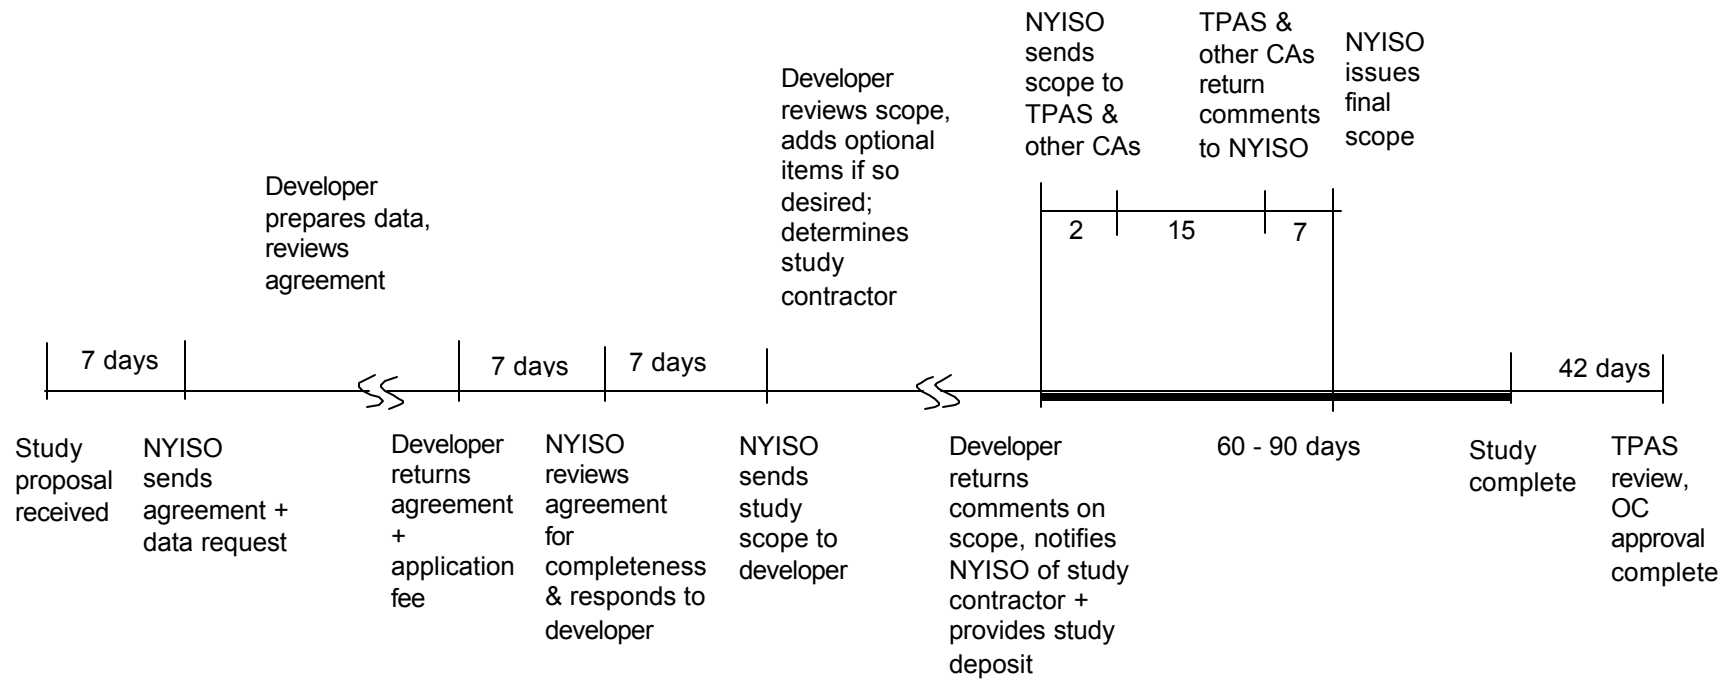 NYISO
sends
scope to
TPAS &
other CAs
TPAS &
other CAs
return
comments
to NYISO
NYISO
issues
final
scope
Developer
reviews scope,
adds optional
items if so
desired;
determines
study
contractor
Developer
prepares data,
reviews
agreement
2
15
7
7 days
7 days
7 days
42 days
Study
proposal
received
NYISO
sends
agreement +
data request
Developer
returns
agreement
+
application
fee
NYISO
reviews
agreement
for
completeness
& responds to
developer
NYISO
sends
study
scope to
developer
Developer
returns
comments on
scope, notifies
NYISO of study
contractor +
provides study
deposit
60 - 90 days
Study
complete
TPAS
review,
OC
approval
complete